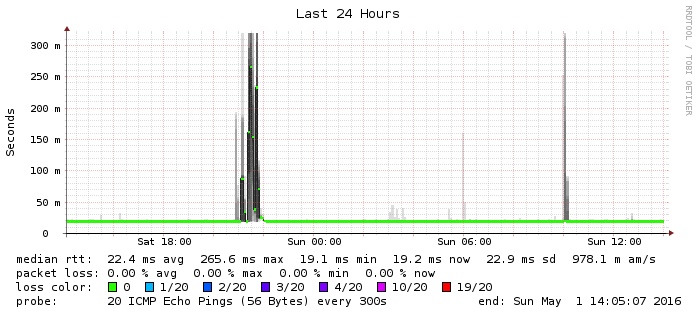 Last 24 Hours
RRDTOOL / TOBI OETIKER
Seconds
300 m
250 m
200 m
150 m
100 m
50 m
0
Sat 18:00 Sun 00:00 Sun 06:00 Sun 12:00
median rtt: 22.4 ms avg 265.6 ms max 19.1 ms min 19.2 ms now 22.9 ms sd 978.1 m am/s
packet loss: 0.00 % avg 0.00 % max 0.00 % min 0.00 % now
loss color: 0 1/20 2/20 3/20 4/20 10/20 19/20
probe: 20 ICMP Echo Pings (56 Bytes) every 300s end: Sun May 1 14:05:07 2016